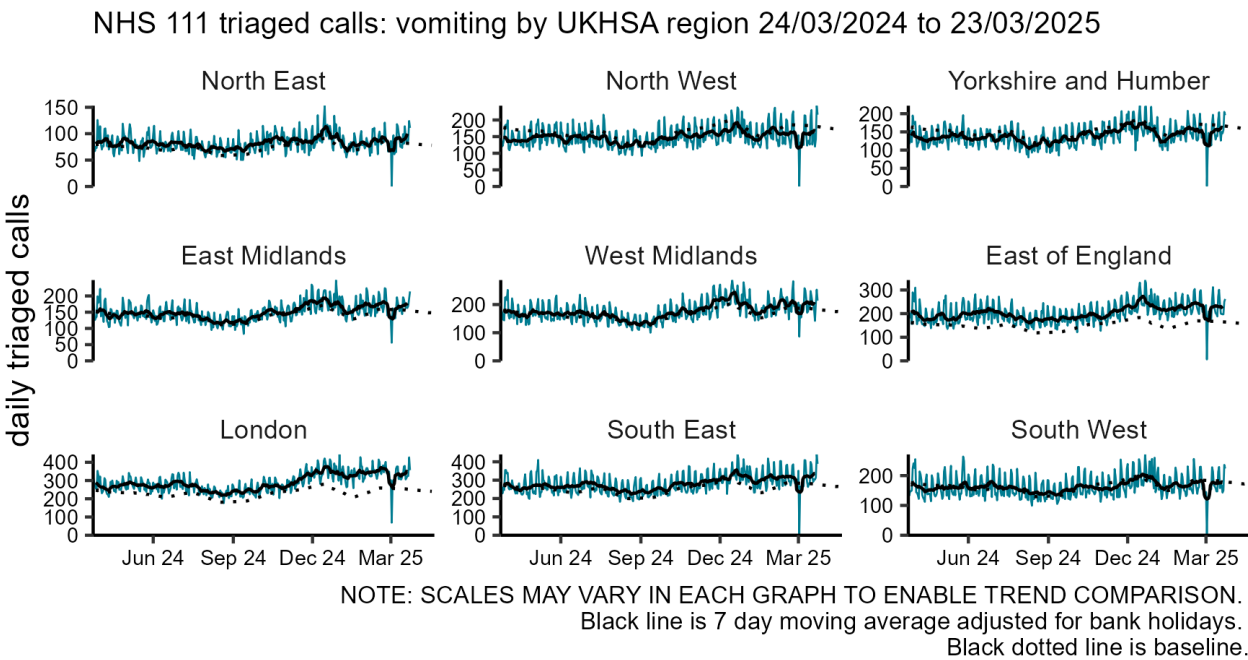 NHS 111 triaged calls: vomiting by UKHSA region 24/03/2024 to 23/03/2025
daily triaged calls
North East
150
100
50
0
North West
200
150
100
50
0
Yorkshire and Humber
200
150
100
50
0
East Midlands
200
150
100
50
0
West Midlands
200
100
0
East of England
300
200
100
0
London
400
300
200
100
0
Jun 24 Sep 24 Dec 24 Mar 25
South East
400
300
200
100
0
Jun 24 Sep 24 Dec 24 Mar 25
South West
200
100
0
Jun 24 Sep 24 Dec 24 Mar 25
NOTE: SCALES MAY VARY IN EACH GRAPH TO ENABLE TREND COMPARISON.
Black line is 7 day moving average adjusted for bank holidays.
Black dotted line is baseline.